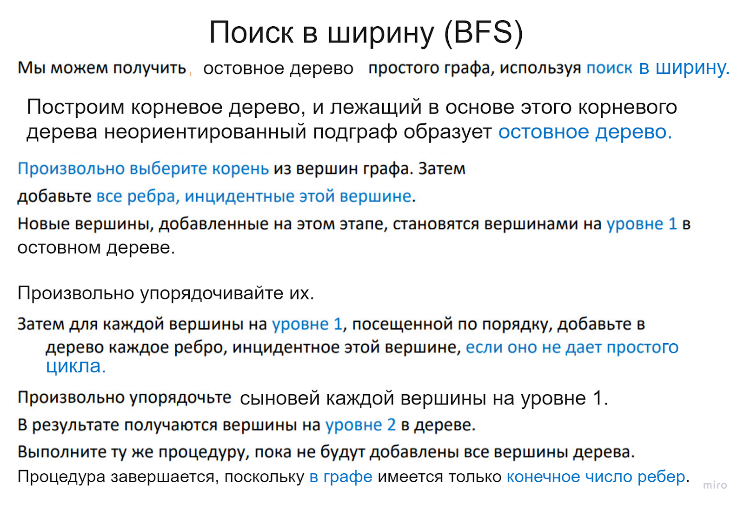 Поиск в ширину (BFS)
Мы можем получить остовное дерево простого графа, используя поиск в ширину.
Построим корневое дерево, и лежащий в основе этого корневого
дерева неориентированный подграф образует остовное дерево.
Произвольно выберите корень из вершин графа. Затем
добавьте все ребра, инцидентные этой вершине.
Новые вершины, добавленные на этом этапе, становятся вершинами на уровне 1 в
остовном дереве.
Произвольно упорядочивайте их.
Затем для каждой вершины на уровне 1, посещенной по порядку, добавьте в
дерево каждое ребро, инцидентное этой вершине, если оно не дает простого
цикла.
Произвольно упорядочьте сыновей каждой вершины на уровне 1.
В результате получаются вершины на уровне 2 в дереве.
Выполните ту же процедуру, пока не будут добавлены все вершины дерева.
Процедура завершается, поскольку в графе имеется только конечное число ребер.
miro